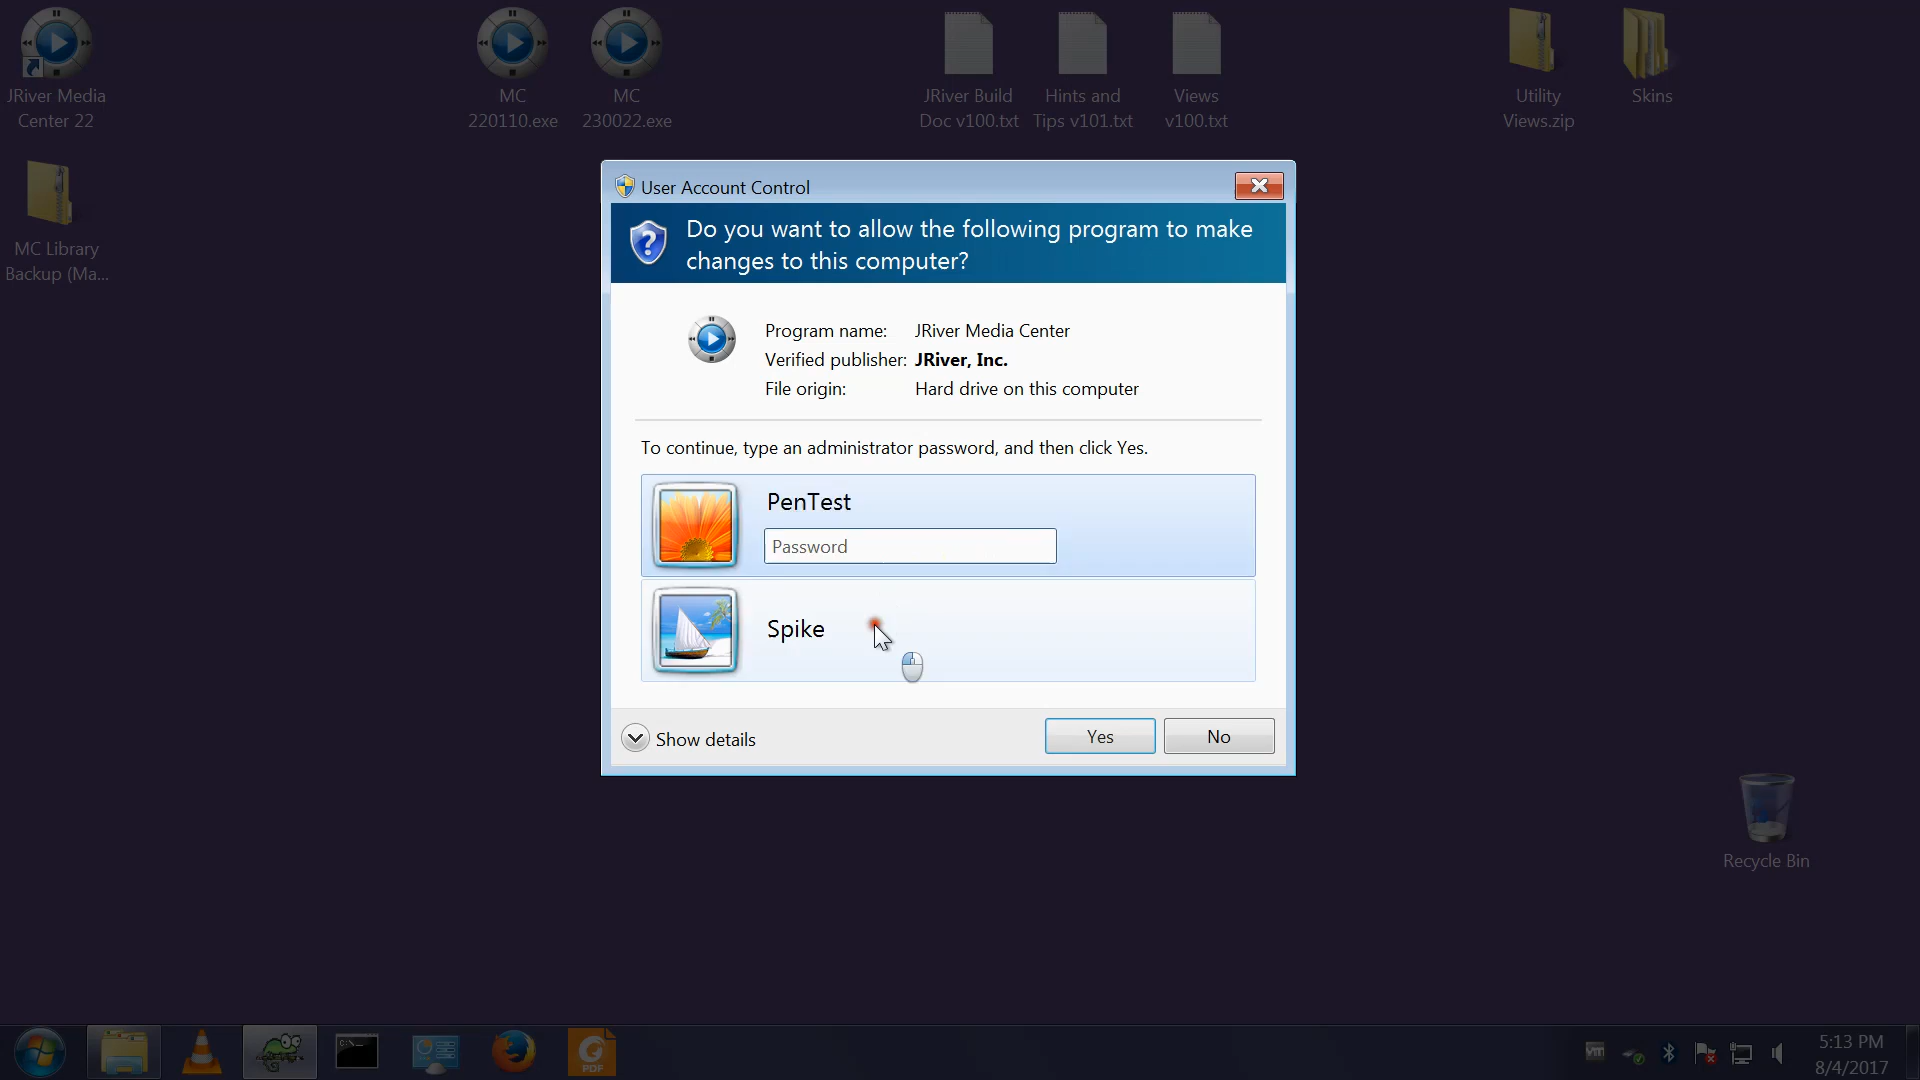 JRiver Media
Center 22
MC
220110.exe
MC
230022.exe
JRiver Build
Doc v100.txt
Hints and
Tips v101.txt
Views
v100.txt
Utility
Views.zip
Skins
MC Library
Backup (Ma...
User Account Control
Do you want to allow the following program to make
changes to this computer?
Program name: JRiver Media Center
Verified publisher: JRiver, Inc.
File origin: Hard drive on this computer
To continue, type an administrator password, and then click Yes.
PenTest
Password
Spike
Show details
Yes
No
Recycle Bin
C:\_
PDF
vm
5:13 PM
8/4/2017